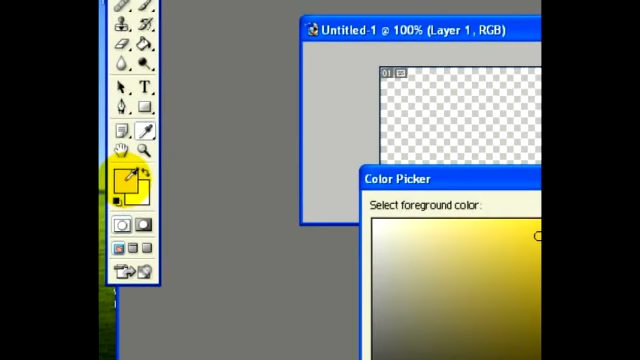 Untitled-1 @ 100% (Layer 1, RGB)
01
T
Color Picker
Select foreground color: